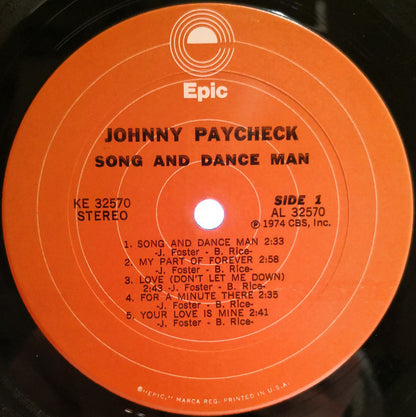 Epic
JOHNNY PAYCHECK
SONG AND DANCE MAN
KE 32570
STEREO
SIDE 1
AL 32570
℗ 1974 CBS, Inc.
1. SONG AND DANCE MAN 2:33
-J. Foster - B. Rice-
2. MY PART OF FOREVER 2:58
-J. Foster - B. Rice-
3. LOVE (DON'T LET ME DOWN)
2:43 -J. Foster - B. Rice-
4. FOR A MINUTE THERE 2:35
-J. Foster - B. Rice-
5. YOUR LOVE IS MINE 2:41
-J. Foster - B. Rice-
©"EPIC," MARCA REG. PRINTED IN U.S.A.